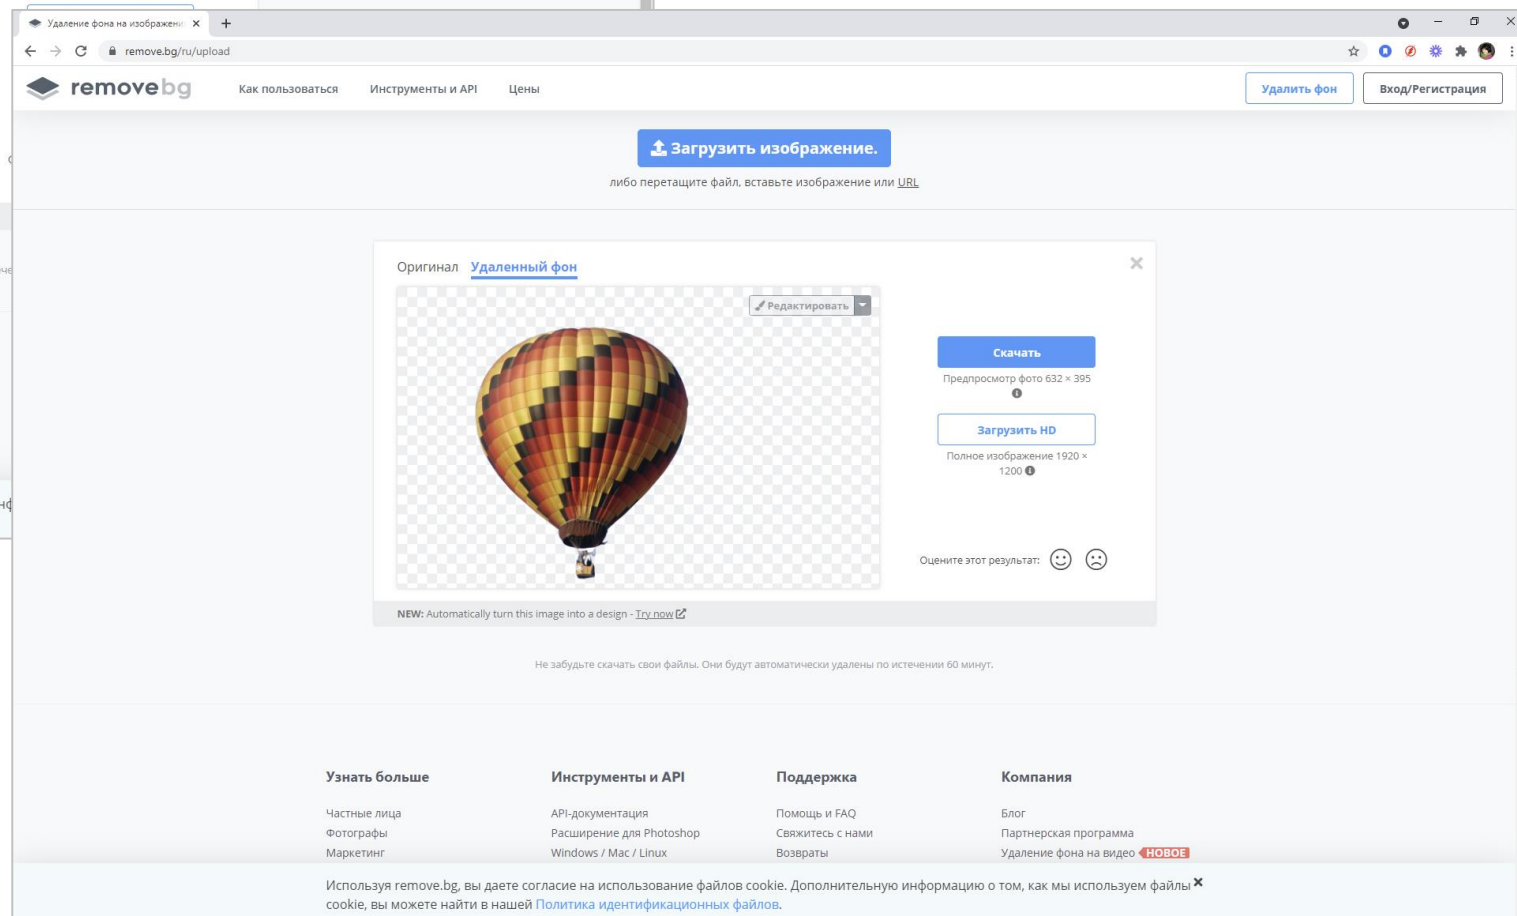 Удаление фона на изображени
remove.bg/ru/upload
removebg
Как пользоваться
Инструменты и API
Цены
Удалить фон
Вход/Регистрация
Загрузить изображение.
либо перетащите файл, вставьте изображение или URL
Оригинал
Удаленный фон
Редактировать
Скачать
Предпросмотр фото 632 × 395
Загрузить HD
Полное изображение 1920 ×
1200
Оцените этот результат:
NEW: Automatically turn this image into a design - Try now
Не забудьте скачать свои файлы. Они будут автоматически удалены по истечении 60 минут.
Узнать больше
Частные лица
Фотографы
Маркетинг
Инструменты и API
API-документация
Расширение для Photoshop
Windows / Mac / Linux
Поддержка
Помощь и FAQ
Свяжитесь с нами
Возвраты
Компания
Блог
Партнерская программа
Удаление фона на видео НОВОЕ
Используя remove.bg, вы даете согласие на использование файлов cookie. Дополнительную информацию о том, как мы используем файлы
cookie, вы можете найти в нашей Политика идентификационных файлов.